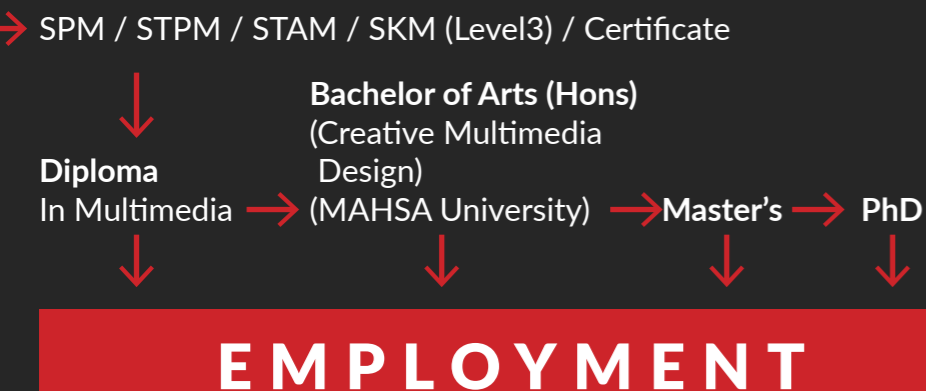 SPM / STPM / STAM / SKM (Level3) / Certificate
Bachelor of Arts (Hons)
(Creative Multimedia
Design)
Diploma
In Multimedia
(MAHSA University)
Master's
PhD
EMPLOYMENT